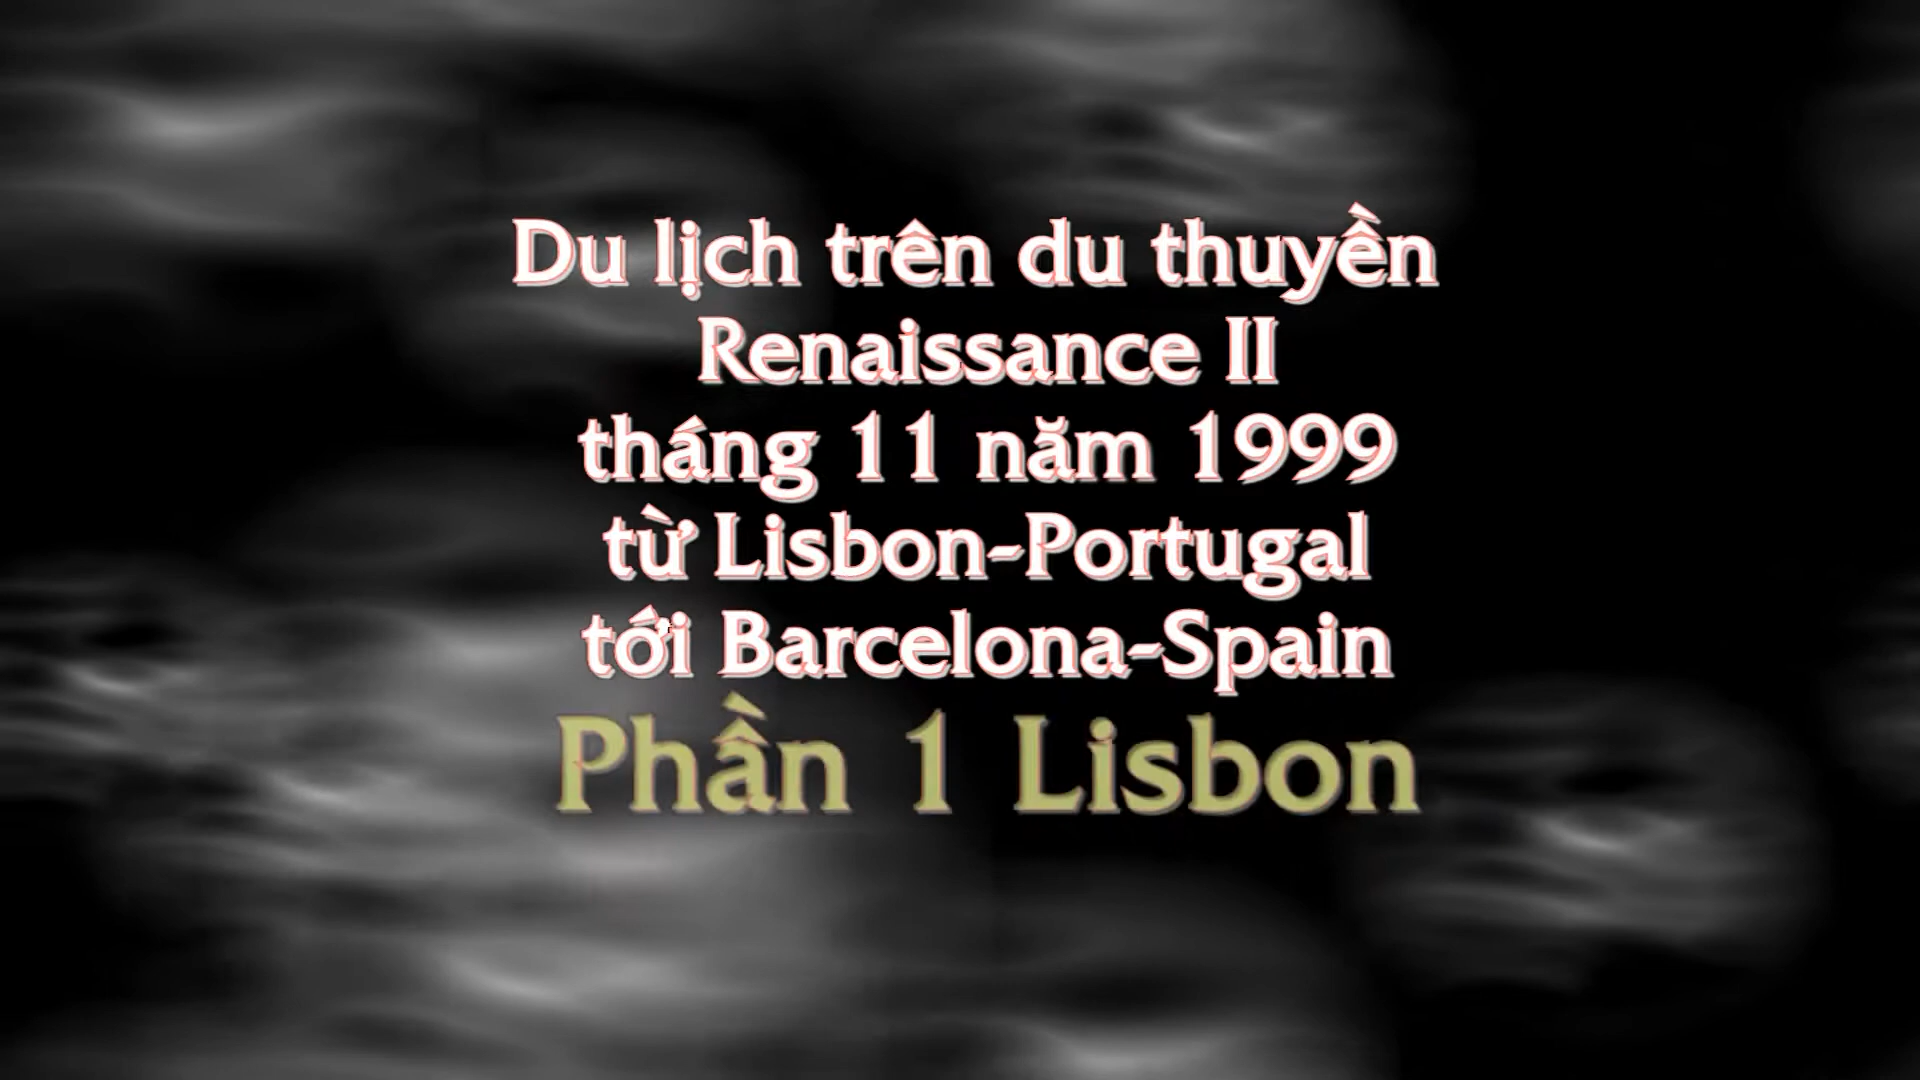 Du lịch trên du thuyền
Renaissance II
tháng 11 năm 1999
từ Lisbon-Portugal
tới Barcelona-Spain
Phần 1 Lisbon